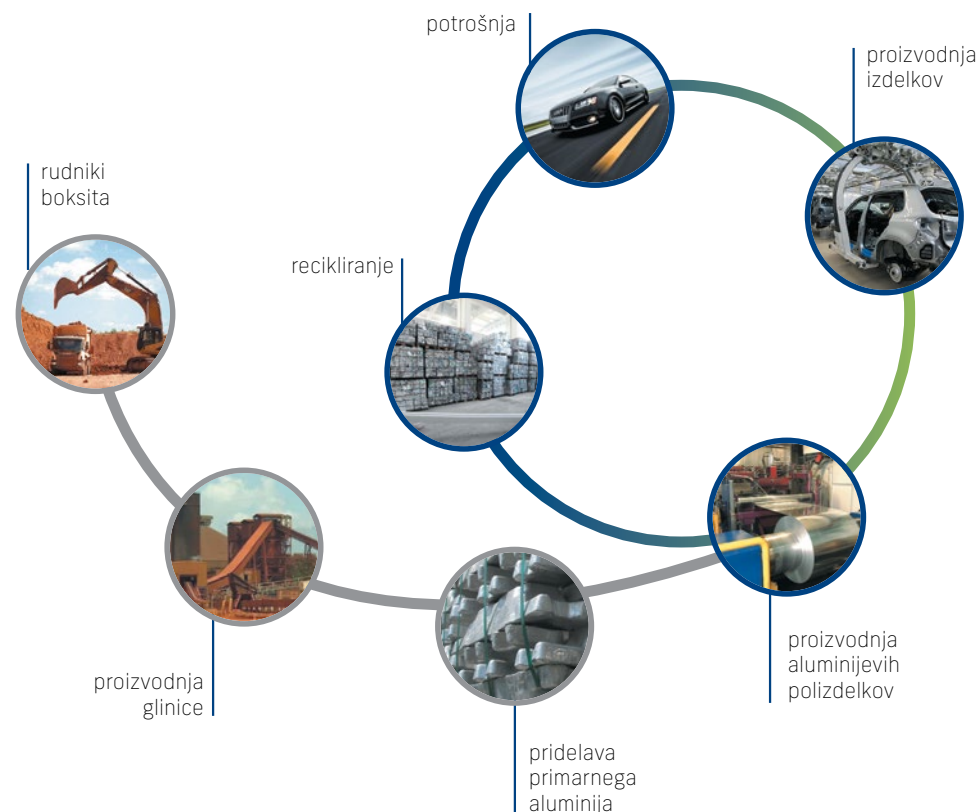 potrošnja
proizvodnja
izdelkov
rudniki
boksita
recikliranje
proizvodnja
glinice
proizvodnja
aluminijevih
polizdelkov
pridelava
primarnega
aluminija